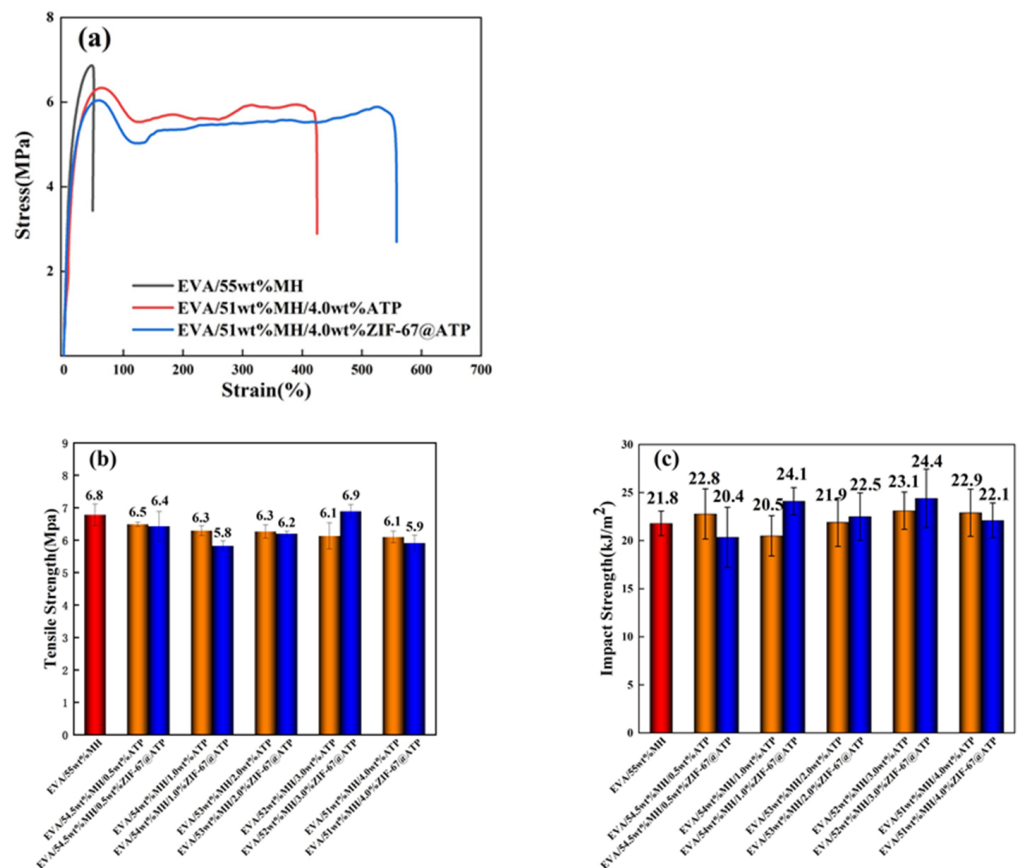 (a)
8
6
4
2
Stress(MPa)
EVA/55wt%MH
EVA/51wt%MH/4.0wt%ATP
EVA/51wt%MH/4.0wt%ZIF-67@ATP
0 100 200 300 400 500 600 700
Strain(%)
(b)
9
8
7
6
5
4
3
2
1
0
Tensile Strength(Mpa)
6.8 6.5 6.4 6.3 5.8 6.3 6.2 6.1 6.9 6.1 5.9
EVA/55wt%MH
EVA/54.5wt%MH/0.5wt%ATP
EVA/54.5wt%MH/0.5wt%ZIF-67@ATP
EVA/54wt%MH/1.0wt%ATP
EVA/54wt%MH/1.0%ZIF-67@ATP
EVA/53wt%MH/2.0wt%ATP
EVA/53wt%MH/2.0%ZIF-67@ATP
EVA/52wt%MH/3.0wt%ATP
EVA/52wt%MH/3.0%ZIF-67@ATP
EVA/51wt%MH/4.0wt%ATP
EVA/51wt%MH/4.0%ZIF-67@ATP
(c)
30
25
20
15
10
5
0
Impact Strength(kJ/m²)
21.8 22.8 20.4 20.5 24.1 21.9 22.5 23.1 24.4 22.9 22.1
EVA/55wt%MH
EVA/54.5wt%MH/0.5wt%ATP
EVA/54.5wt%MH/0.5wt%ZIF-67@ATP
EVA/54wt%MH/1.0wt%ATP
EVA/54wt%MH/1.0%ZIF-67@ATP
EVA/53wt%MH/2.0wt%ATP
EVA/53wt%MH/2.0%ZIF-67@ATP
EVA/52wt%MH/3.0wt%ATP
EVA/52wt%MH/3.0%ZIF-67@ATP
EVA/51wt%MH/4.0wt%ATP
EVA/51wt%MH/4.0%ZIF-67@ATP